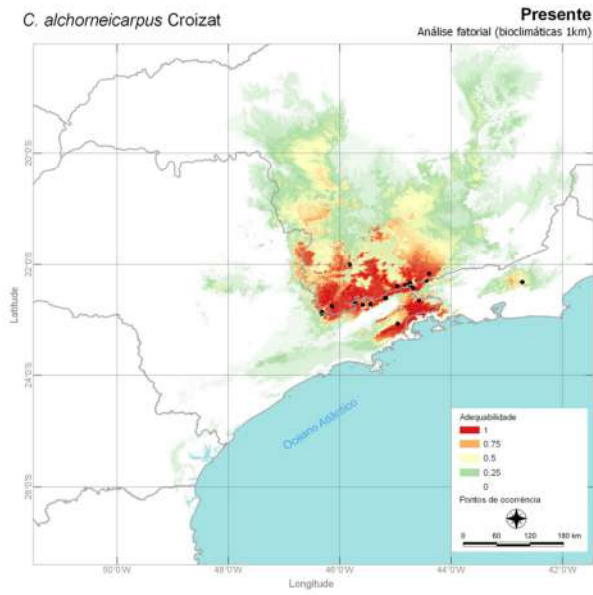 C. alchorneicarpus Croizat
Presente
Análise fatorial (bioclimáticas 1km)
20°0'S
22°0'S
24°0'S
26°0'S
Latitude
Oceano Atlântico
Adequabilidade
1
0.75
0.5
0.25
0
Pontos de ocorrência
0 60 120 180 km
50°0'W 48°0'W 46°0'W 44°0'W 42°0'W
Longitude